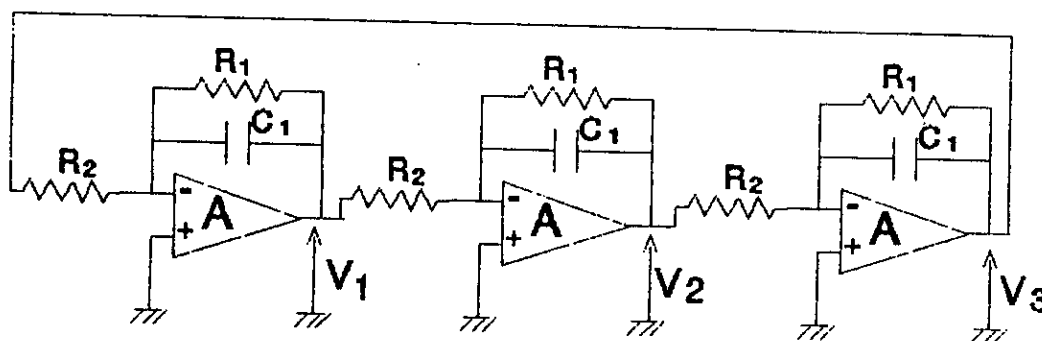 R1 R1 R1
C1 C1 C1
R2 R2 R2
- - -
A A A
+ + +
V1 V2 V3